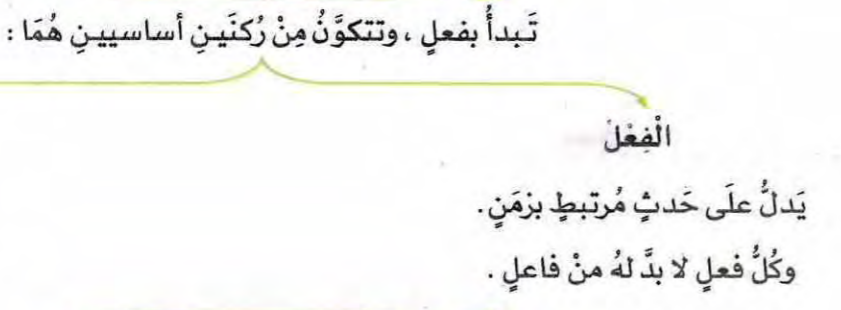 تَبدأُ بفعلٍ ، وتتكوَّنُ مِنْ رُكنَينِ أساسيينِ هُمَا :
الْفِعْلُ
يَدلُّ علَى حَدثٍ مُرتبطٍ بزمَنٍ .
وكُلُّ فعلٍ لا بدَّ لهُ منْ فاعلٍ .